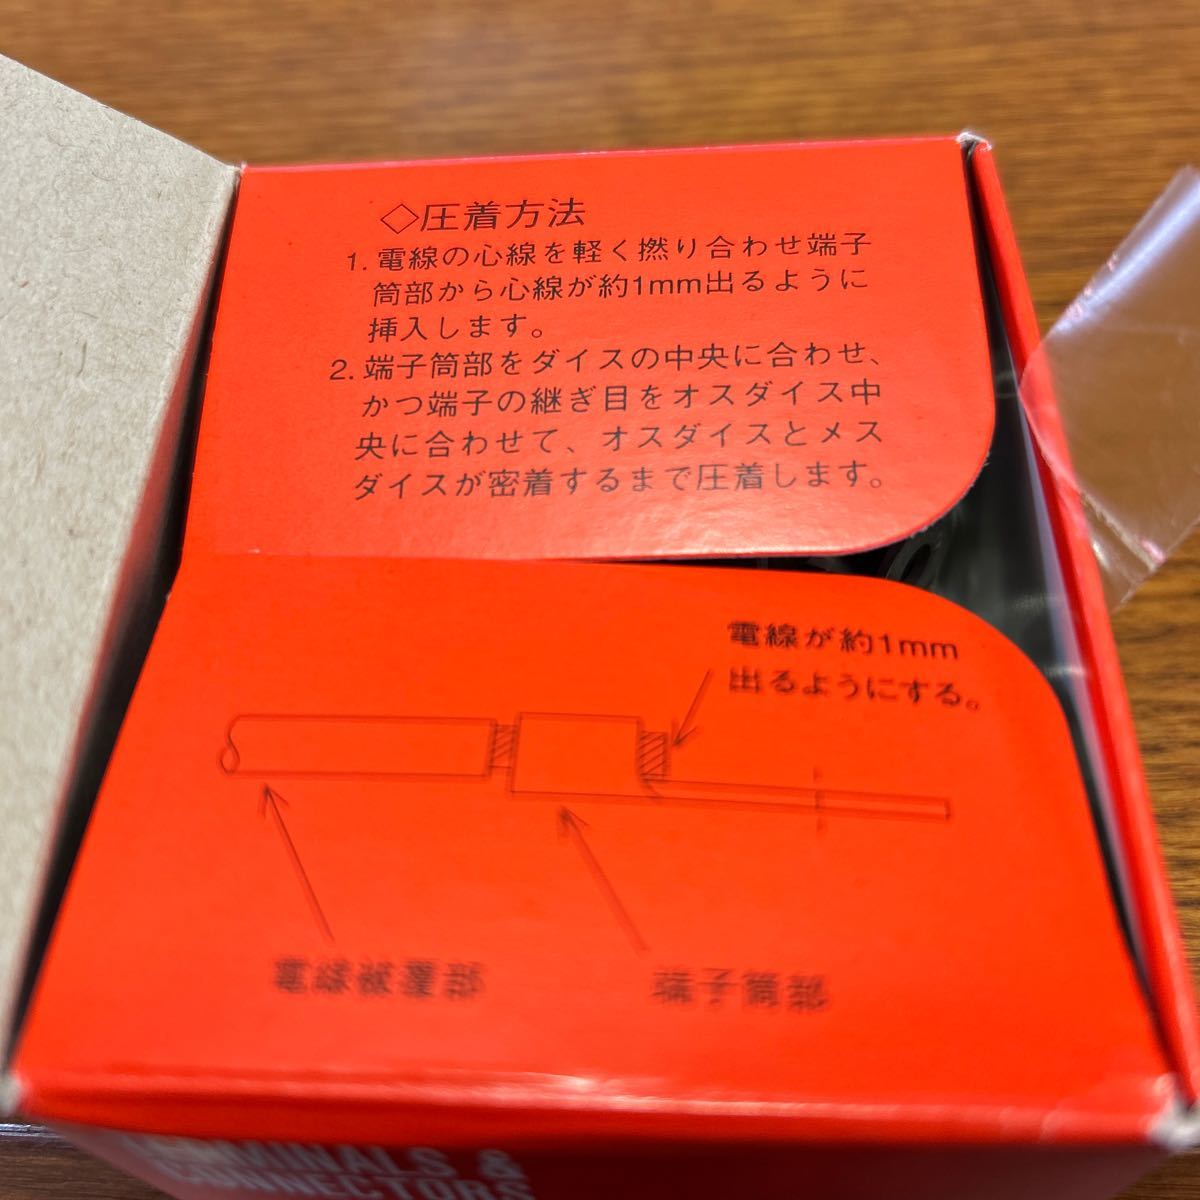 ◇圧着方法
1. 電線の心線を軽く撚り合わせ端子
筒部から心線が約1mm出るように
挿入します。
2. 端子筒部をダイスの中央に合わせ、
かつ端子の継ぎ目をオスダイス中
央に合わせて、オスダイスとメス
ダイスが密着するまで圧着します。
電線が約1mm
出るようにする。
電線被覆部
端子筒部
TERMINALS &
CONNECTORS